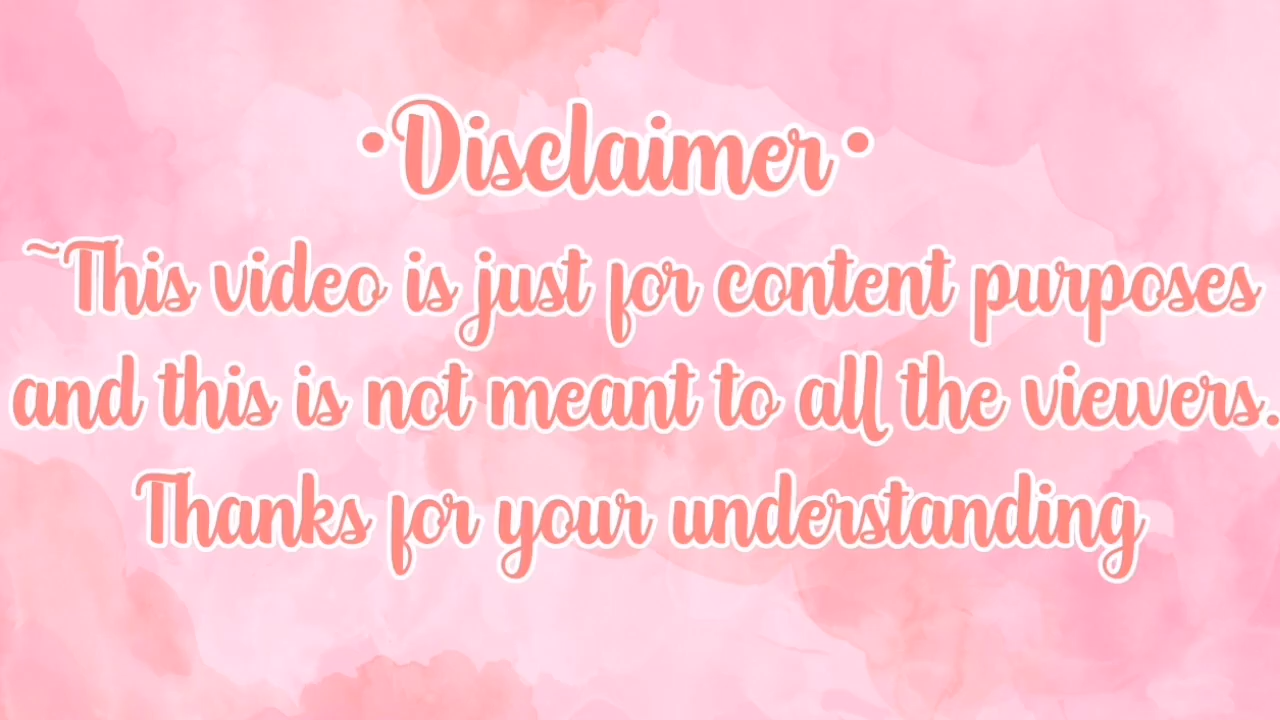 •Disclaimer•
~This video is just for content purposes
and this is not meant to all the viewers.
Thanks for your understanding